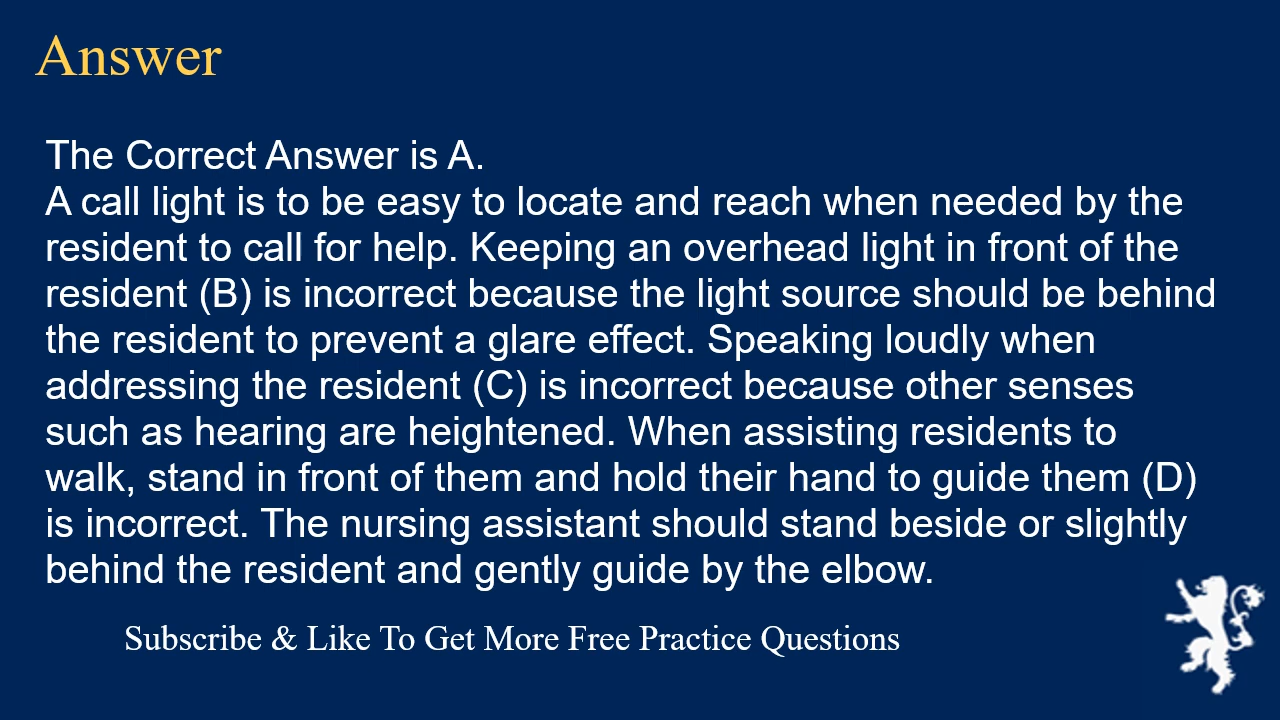 Answer
The Correct Answer is A.
A call light is to be easy to locate and reach when needed by the
resident to call for help. Keeping an overhead light in front of the
resident (B) is incorrect because the light source should be behind
the resident to prevent a glare effect. Speaking loudly when
addressing the resident (C) is incorrect because other senses
such as hearing are heightened. When assisting residents to
walk, stand in front of them and hold their hand to guide them (D)
is incorrect. The nursing assistant should stand beside or slightly
behind the resident and gently guide by the elbow.
Subscribe & Like To Get More Free Practice Questions